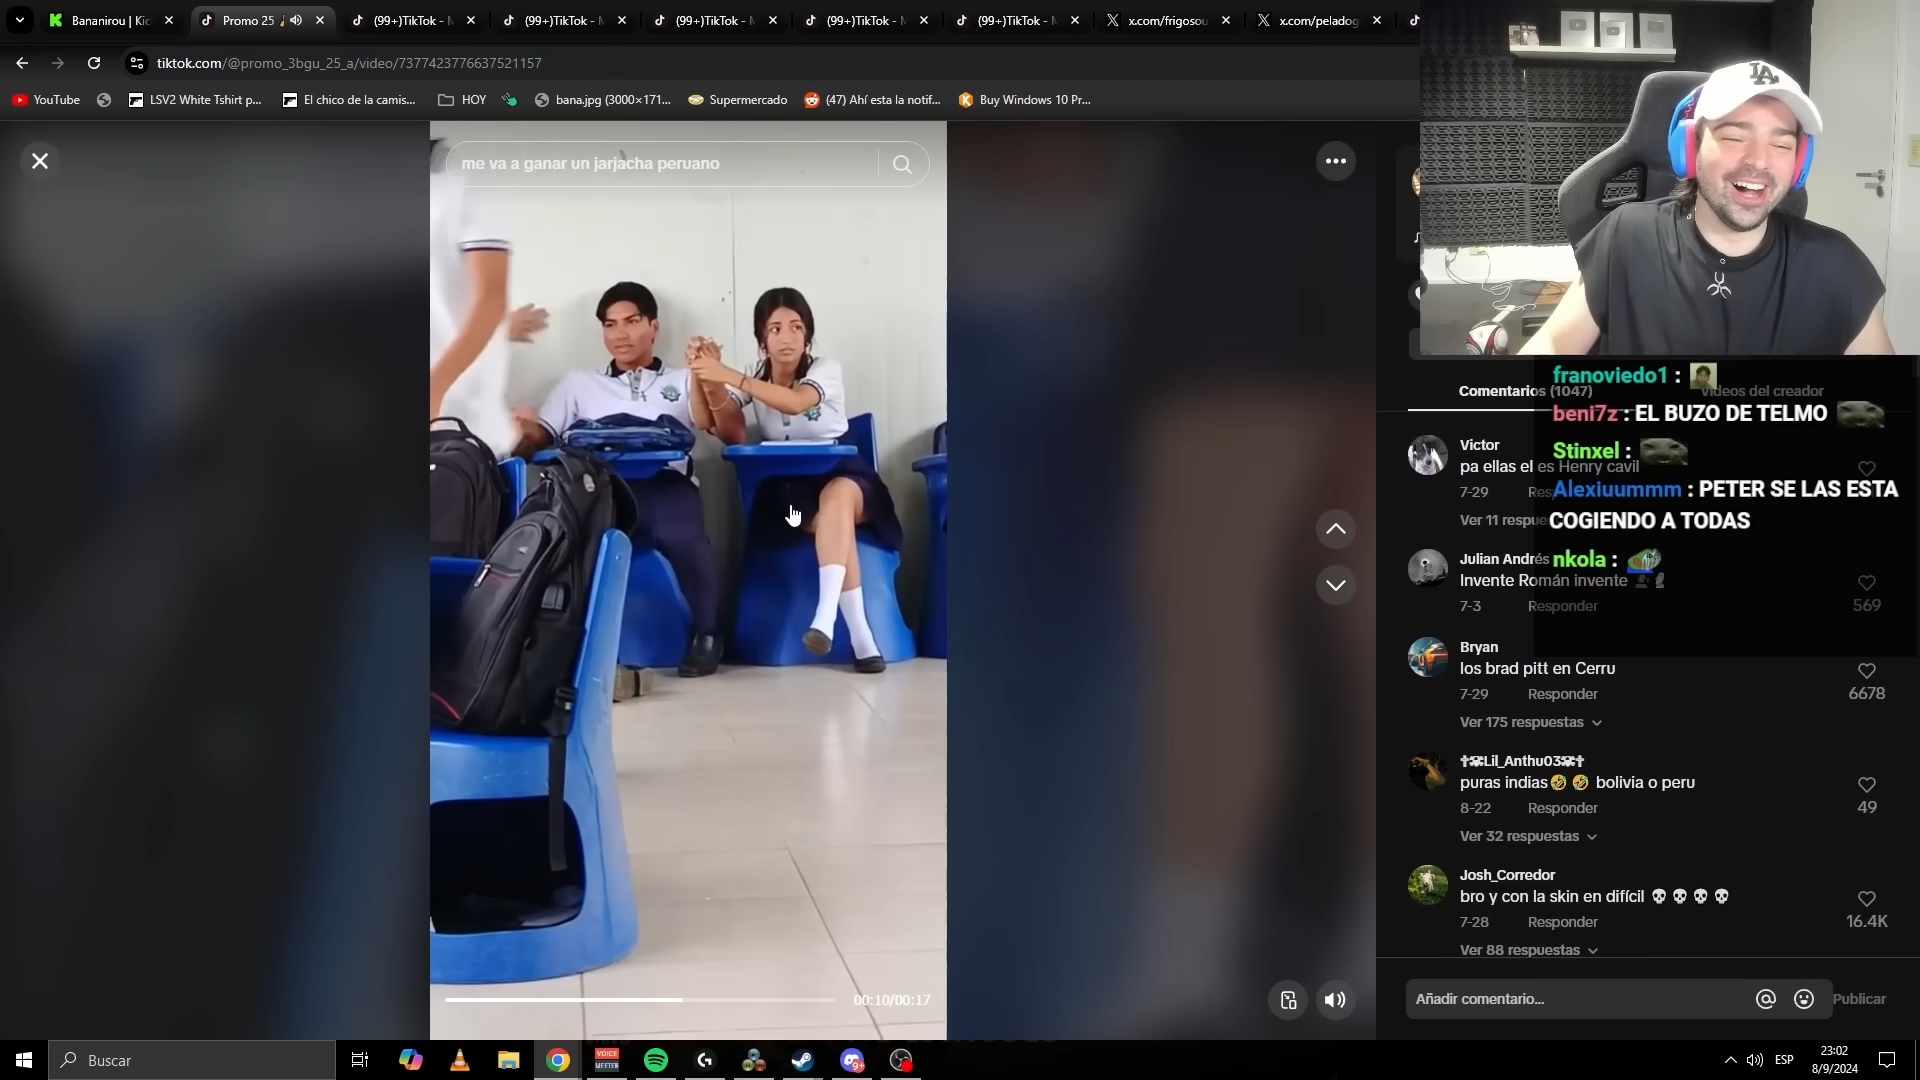 Bananirou | Kic
Promo 25
(99+)TikTok - M
(99+)TikTok - M
(99+)TikTok - M
(99+)TikTok - M
(99+)TikTok - M
x.com/frigosou
x.com/pelado
tiktok.com/@promo_3bgu_25_a/video/7377423776637521157
YouTube
LSV2 White Tshirt p...
El chico de la camis...
HOY
bana.jpg (3000×171...
Supermercado
(47) Ahí esta la notif...
Buy Windows 10 Pr...
me va a ganar un jarjacha peruano
LA
Comentarios (1047)
Videos del creador
franoviedo1 :
beni7z : EL BUZO DE TELMO
Stinxel :
Alexiuummm : PETER SE LAS ESTA
COGIENDO A TODAS
nkola :
Victor
pa ellas el es Henry cavil
7-29
Ver 11 respue
Julian Andrés
Invente Román invente
7-3 Responder
569
Bryan
los brad pitt en Cerru
7-29 Responder
6678
Ver 175 respuestas
Lil_Anthu03
puras indias🤣🤣 bolivia o peru
8-22 Responder
49
Ver 32 respuestas
Josh_Corredor
bro y con la skin en difícil 💀💀💀💀
7-28 Responder
16.4K
Ver 88 respuestas
00:10/00:17
Añadir comentario...
Publicar
Buscar
VOICE
MEETER
9+
ESP
23:02
8/9/2024